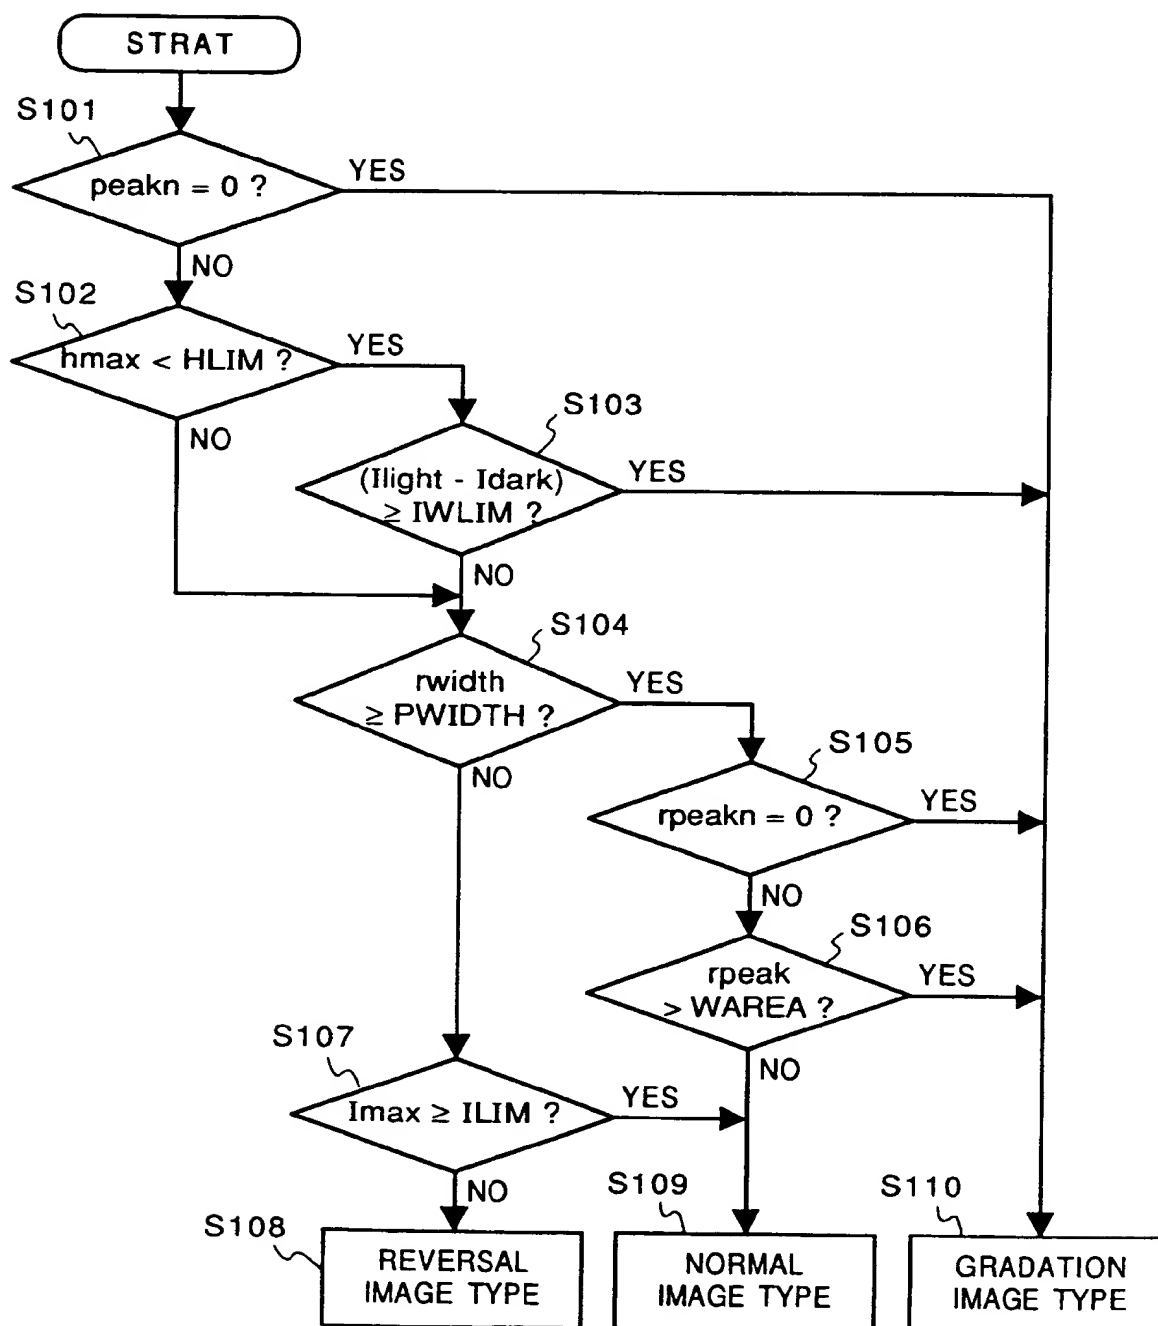 STRAT
S101
peakn = 0 ?
YES
NO
S102
hmax < HLIM ?
YES
NO
S103
(Ilight - Idark)
≥ IWLIM ?
YES
NO
S104
rwidth
≥ PWIDTH ?
YES
NO
S105
rpeakn = 0 ?
YES
NO
S106
rpeak
> WAREA ?
YES
NO
S107
Imax ≥ ILIM ?
YES
NO
S108
REVERSAL
IMAGE TYPE
S109
NORMAL
IMAGE TYPE
S110
GRADATION
IMAGE TYPE